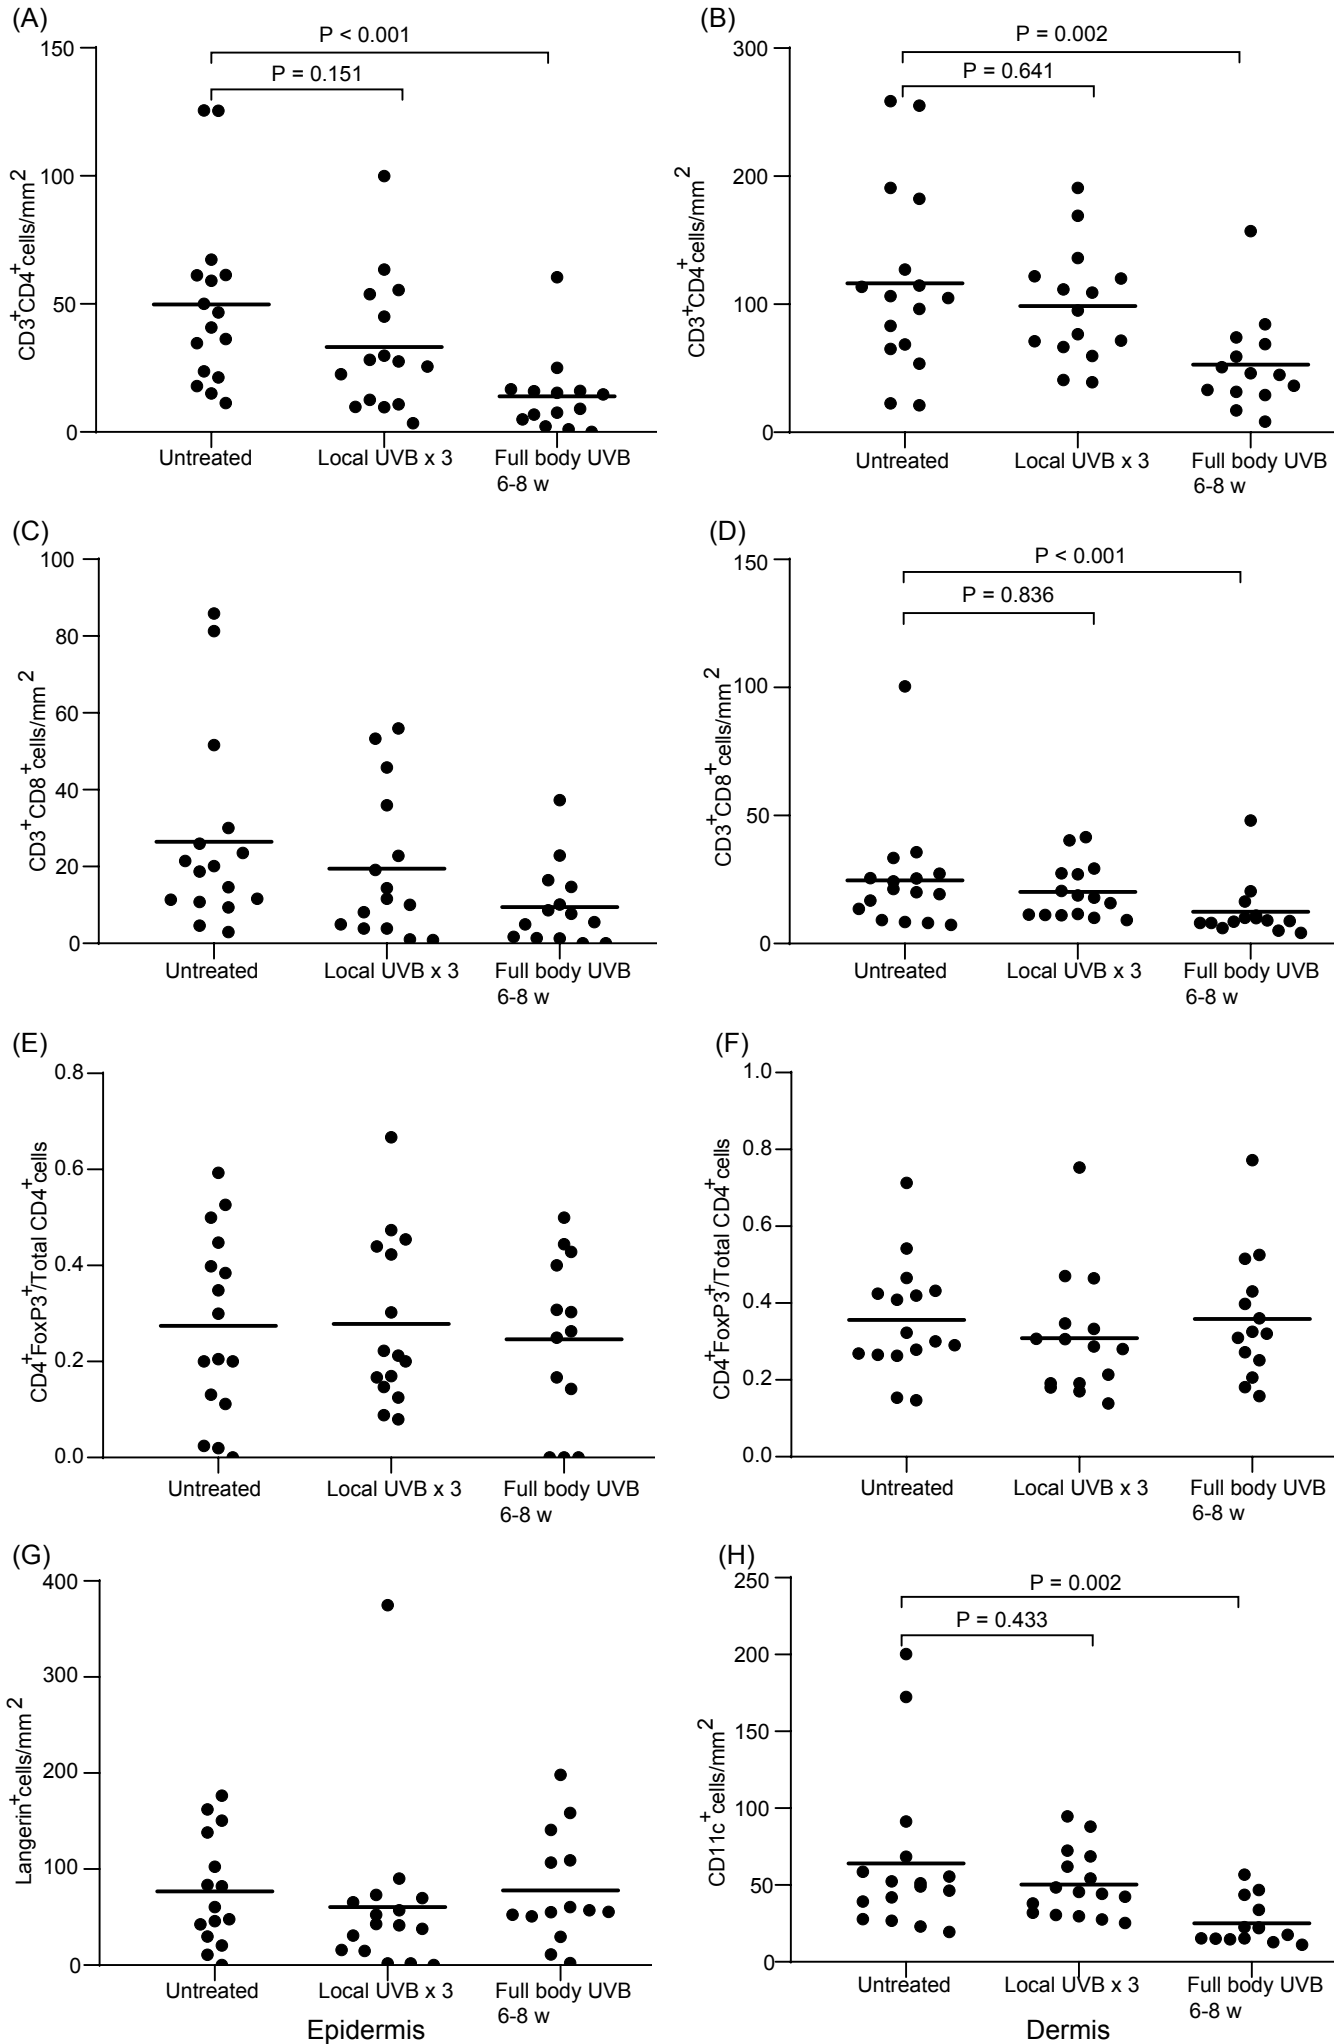 (A)
P < 0.001
P = 0.151
150
100
50
0
CD3+CD4+cells/mm2
Untreated
Local UVB x 3
Full body UVB
6-8 w
(B)
P = 0.002
P = 0.641
300
200
100
0
CD3+CD4+cells/mm2
Untreated
Local UVB x 3
Full body UVB
6-8 w
(C)
100
80
60
40
20
0
CD3+CD8+cells/mm2
Untreated
Local UVB x 3
Full body UVB
6-8 w
(D)
P < 0.001
P = 0.836
150
100
50
0
CD3+CD8+cells/mm2
Untreated
Local UVB x 3
Full body UVB
6-8 w
(E)
0.8
0.6
0.4
0.2
0.0
CD4+FoxP3+/Total CD4+cells
Untreated
Local UVB x 3
Full body UVB
6-8 w
(F)
1.0
0.8
0.6
0.4
0.2
0.0
CD4+FoxP3+/Total CD4+cells
Untreated
Local UVB x 3
Full body UVB
6-8 w
(G)
400
300
200
100
0
Langerin+cells/mm2
Untreated
Local UVB x 3
Full body UVB
6-8 w
Epidermis
(H)
P = 0.002
P = 0.433
250
200
150
100
50
0
CD11c+cells/mm2
Untreated
Local UVB x 3
Full body UVB
6-8 w
Dermis